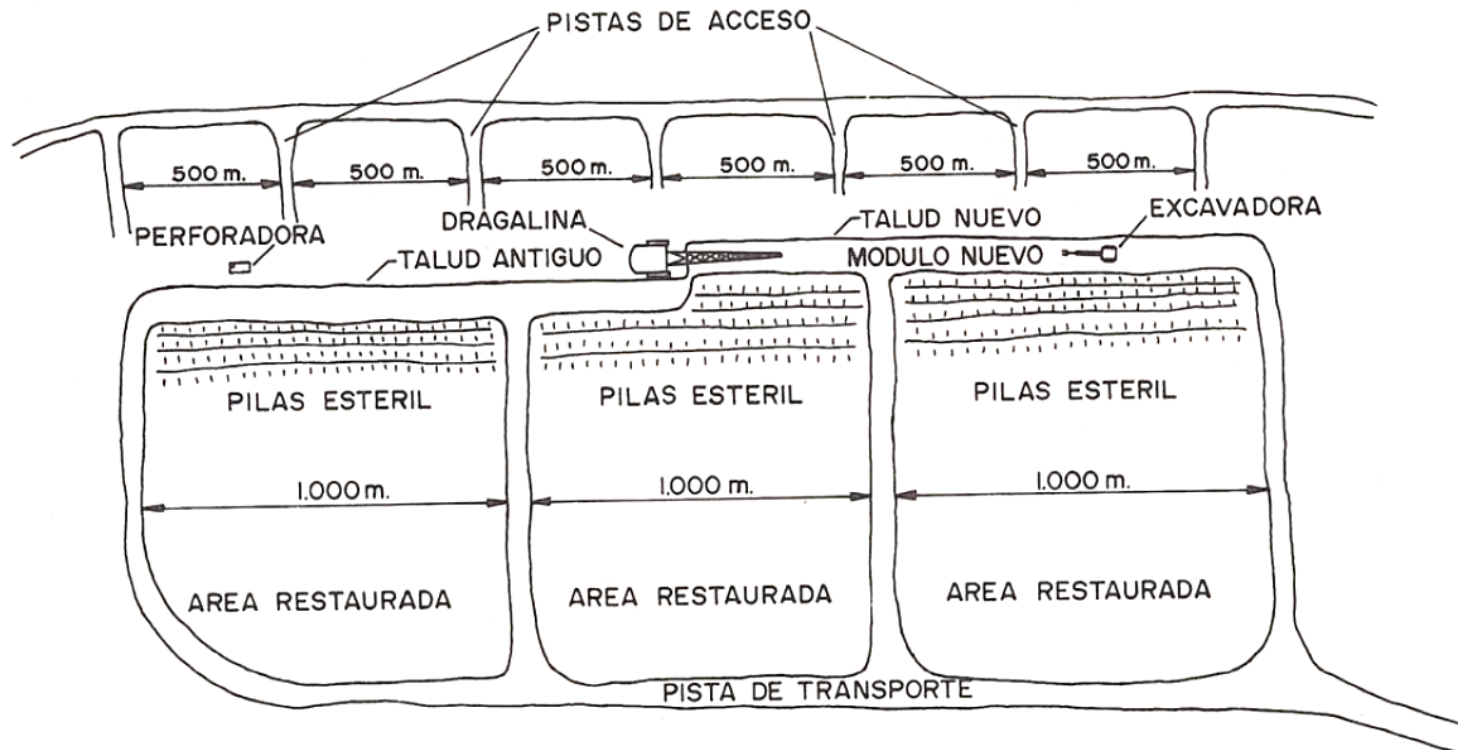 PISTAS DE ACCESO
500 m.
500 m.
500 m.
500 m.
500 m.
500 m.
PERFORADORA
DRAGALINA
TALUD NUEVO
EXCAVADORA
TALUD ANTIGUO
MODULO NUEVO
PILAS ESTERIL
PILAS ESTERIL
PILAS ESTERIL
1.000 m.
1.000 m.
1.000 m.
AREA RESTAURADA
AREA RESTAURADA
AREA RESTAURADA
PISTA DE TRANSPORTE